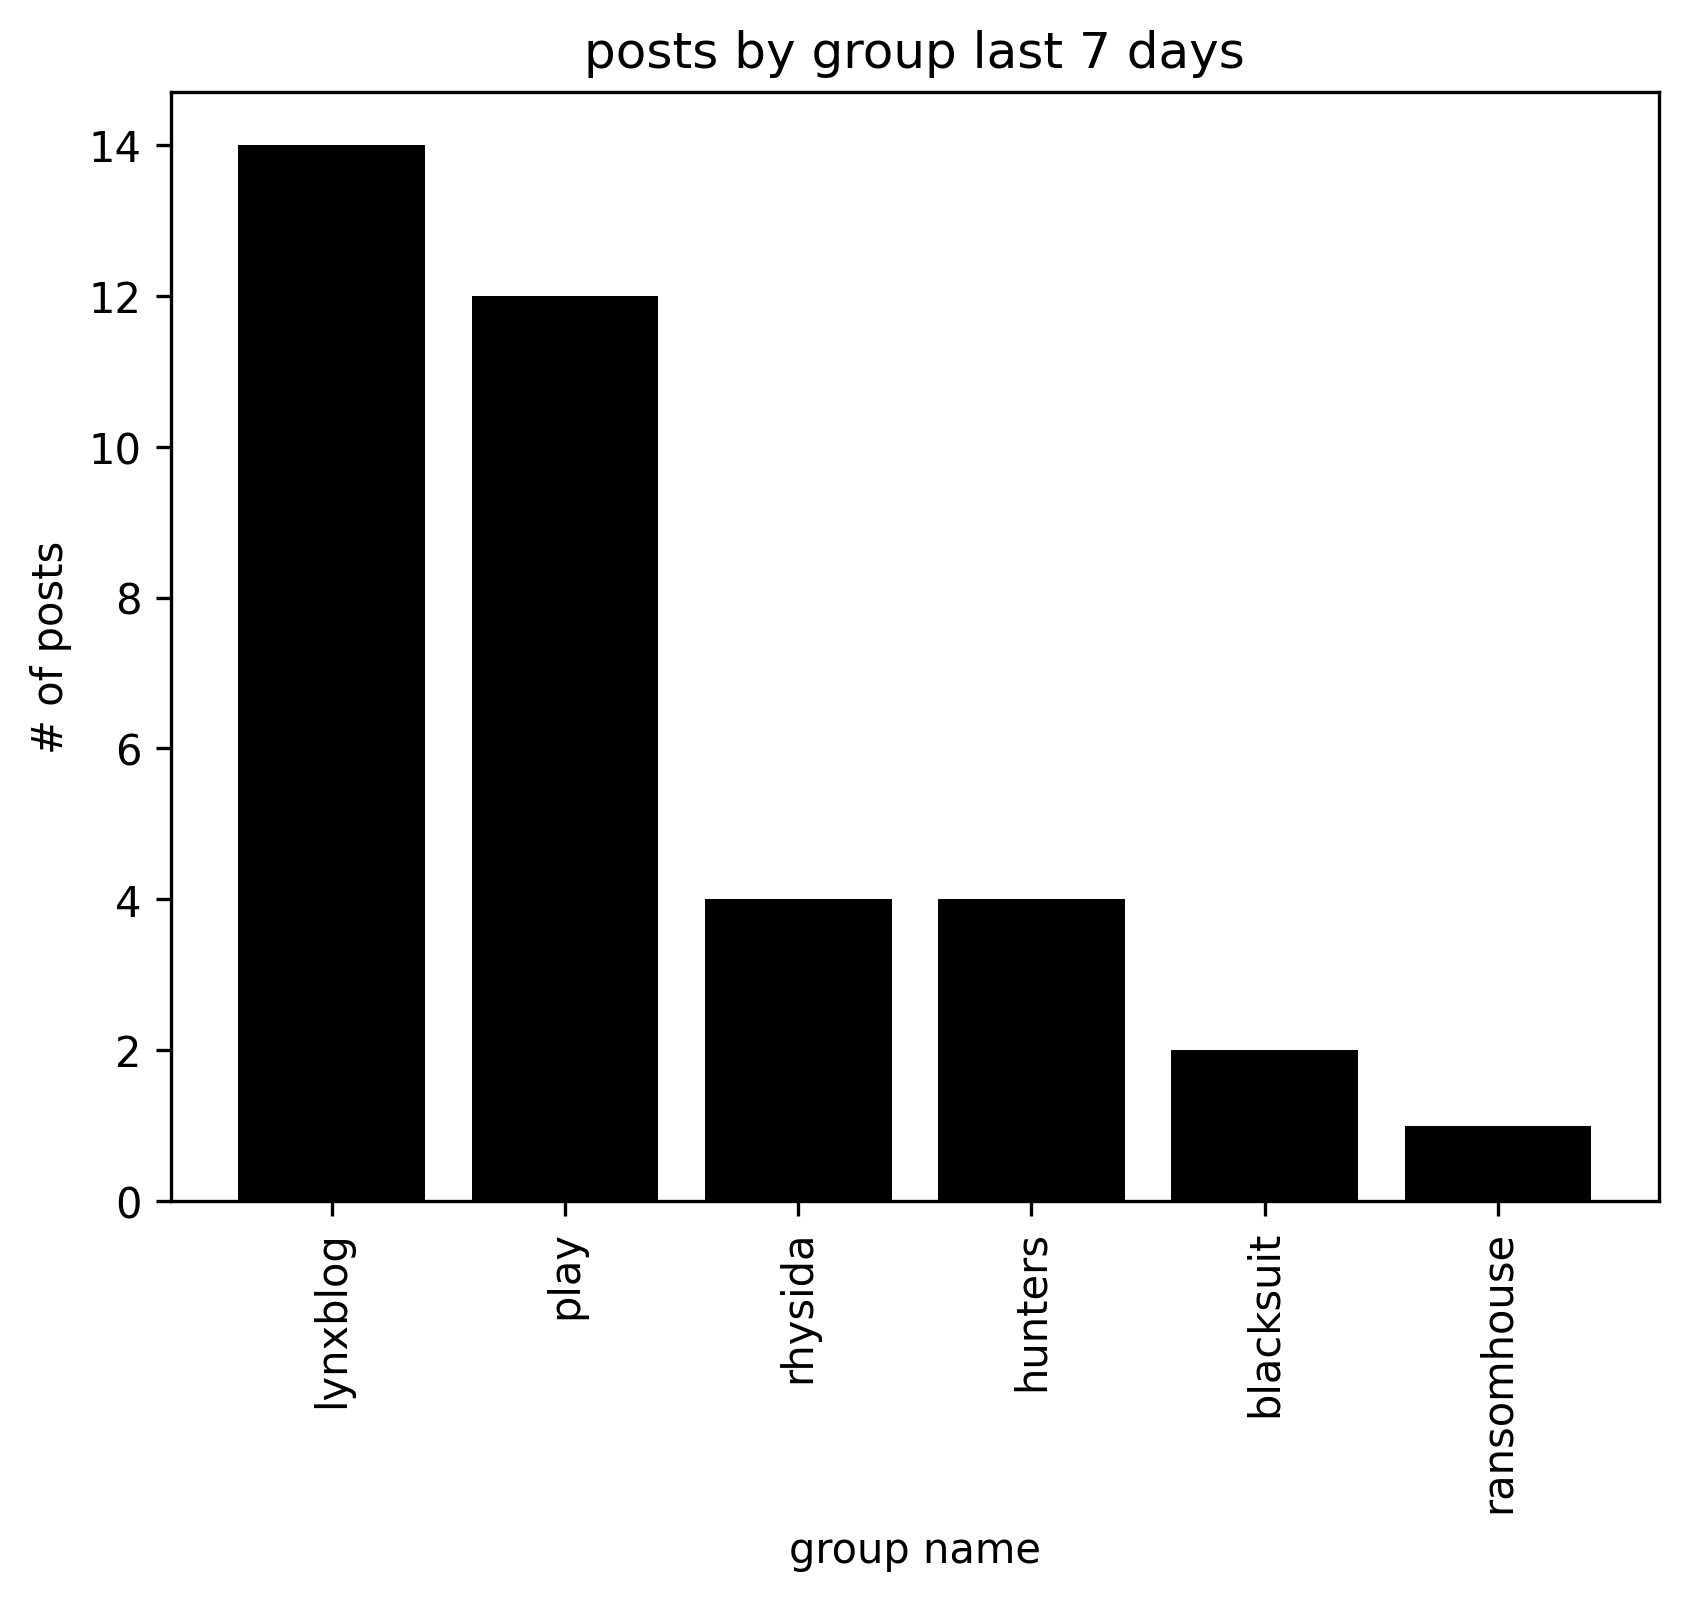 posts by group last 7 days
# of posts
14
12
10
8
6
4
2
0
lynxblog
play
rhysida
hunters
blacksuit
ransomhouse
group name